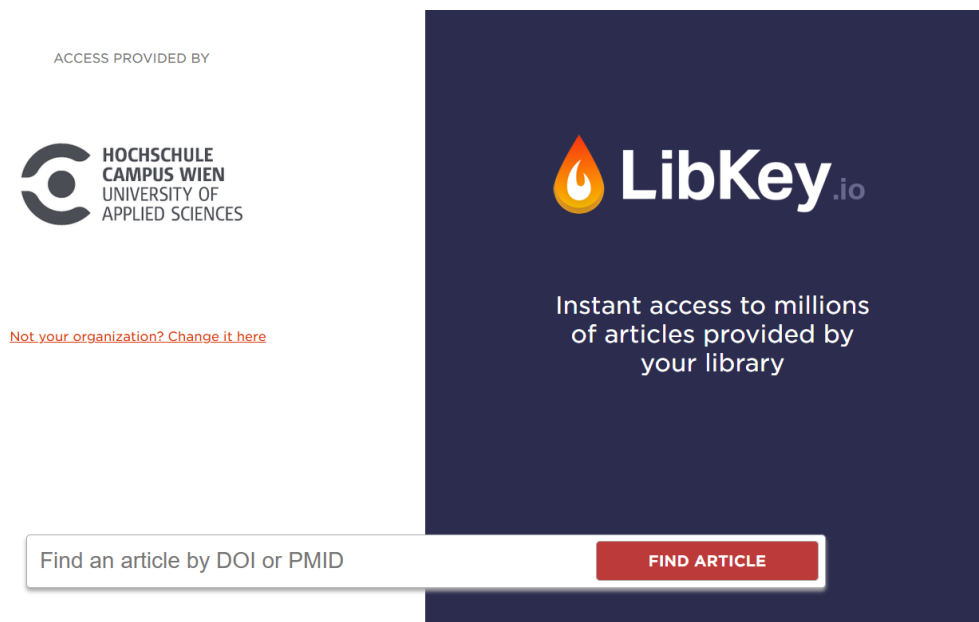 ACCESS PROVIDED BY
HOCHSCHULE
CAMPUS WIEN
UNIVERSITY OF
APPLIED SCIENCES
Not your organization? Change it here
LibKey.io
Instant access to millions
of articles provided by
your library
Find an article by DOI or PMID
FIND ARTICLE